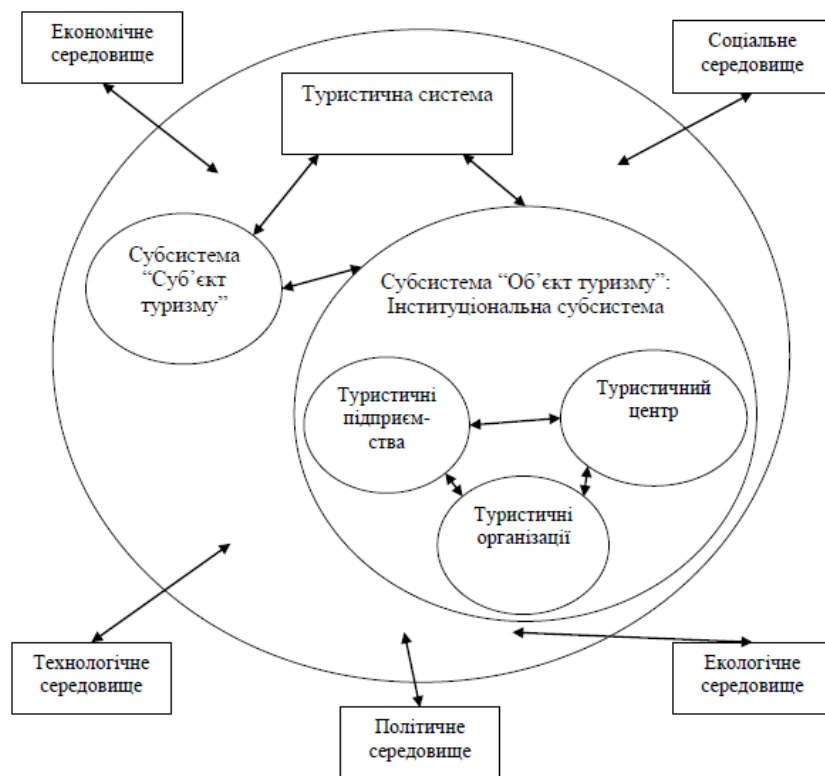 Економічне
середовище
Соціальне
середовище
Туристична система
Субсистема
“Суб’єкт
туризму”
Субсистема “Об’єкт туризму”:
Інституціональна субсистема
Туристичні
підприєм-
ства
Туристичний
центр
Туристичні
організації
Технологічне
середовище
Політичне
середовище
Екологічне
середовище